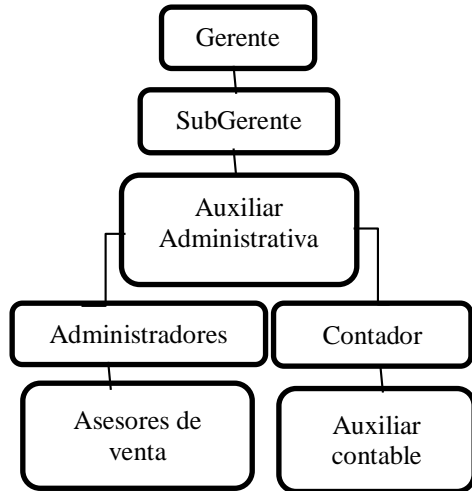 Gerente
SubGerente
Auxiliar
Administrativa
Administradores
Contador
Asesores de
venta
Auxiliar
contable